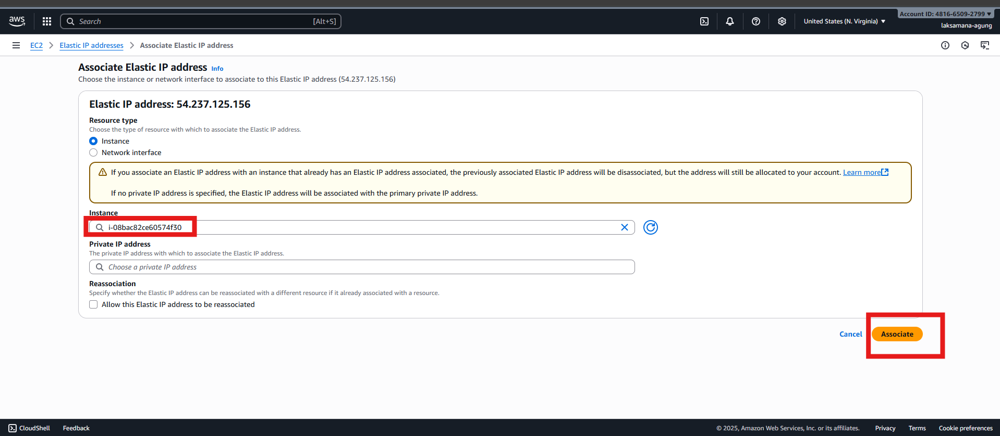 aws
Search [Alt+S]
United States (N. Virginia)
Account ID: 4816-6509-2799
laksamana-agung
EC2 > Elastic IP addresses > Associate Elastic IP address
Associate Elastic IP address Info
Choose the instance or network interface to associate to this Elastic IP address (54.237.125.156)
Elastic IP address: 54.237.125.156
Resource type
Choose the type of resource with which to associate the Elastic IP address.
Instance
Network interface
If you associate an Elastic IP address with an instance that already has an Elastic IP address associated, the previously associated Elastic IP address will be disassociated, but the address will still be allocated to your account. Learn more
If no private IP address is specified, the Elastic IP address will be associated with the primary private IP address.
Instance
i-08bac82ce60574f30
Private IP address
The private IP address with which to associate the Elastic IP address.
Choose a private IP address
Reassociation
Specify whether the Elastic IP address can be reassociated with a different resource if it already associated with a resource.
Allow this Elastic IP address to be reassociated
Cancel Associate
CloudShell Feedback © 2025, Amazon Web Services, Inc. or its affiliates. Privacy Terms Cookie preferences